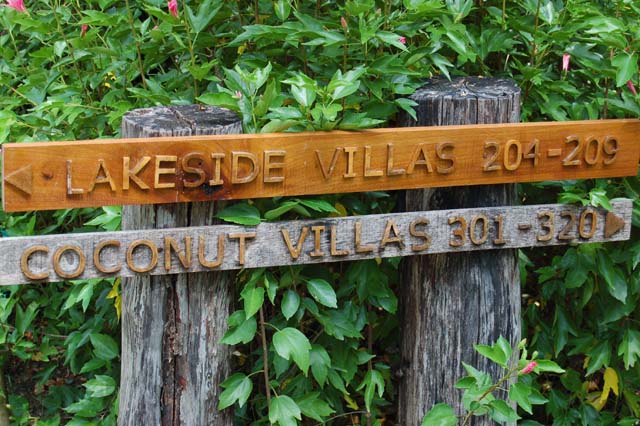 LAKESIDE VILLAS 204-209
COCONUT VILLAS 301-320